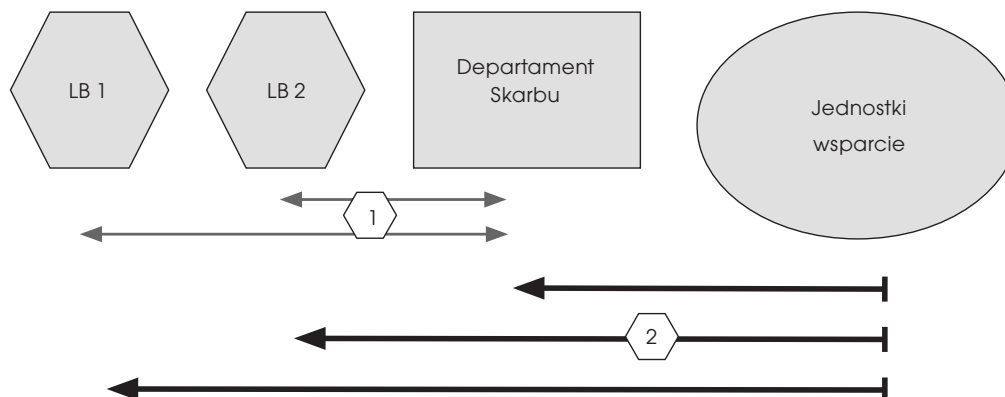 LB 1
LB 2
Departament
Skarbu
Jednostki
wsparcie
1
2